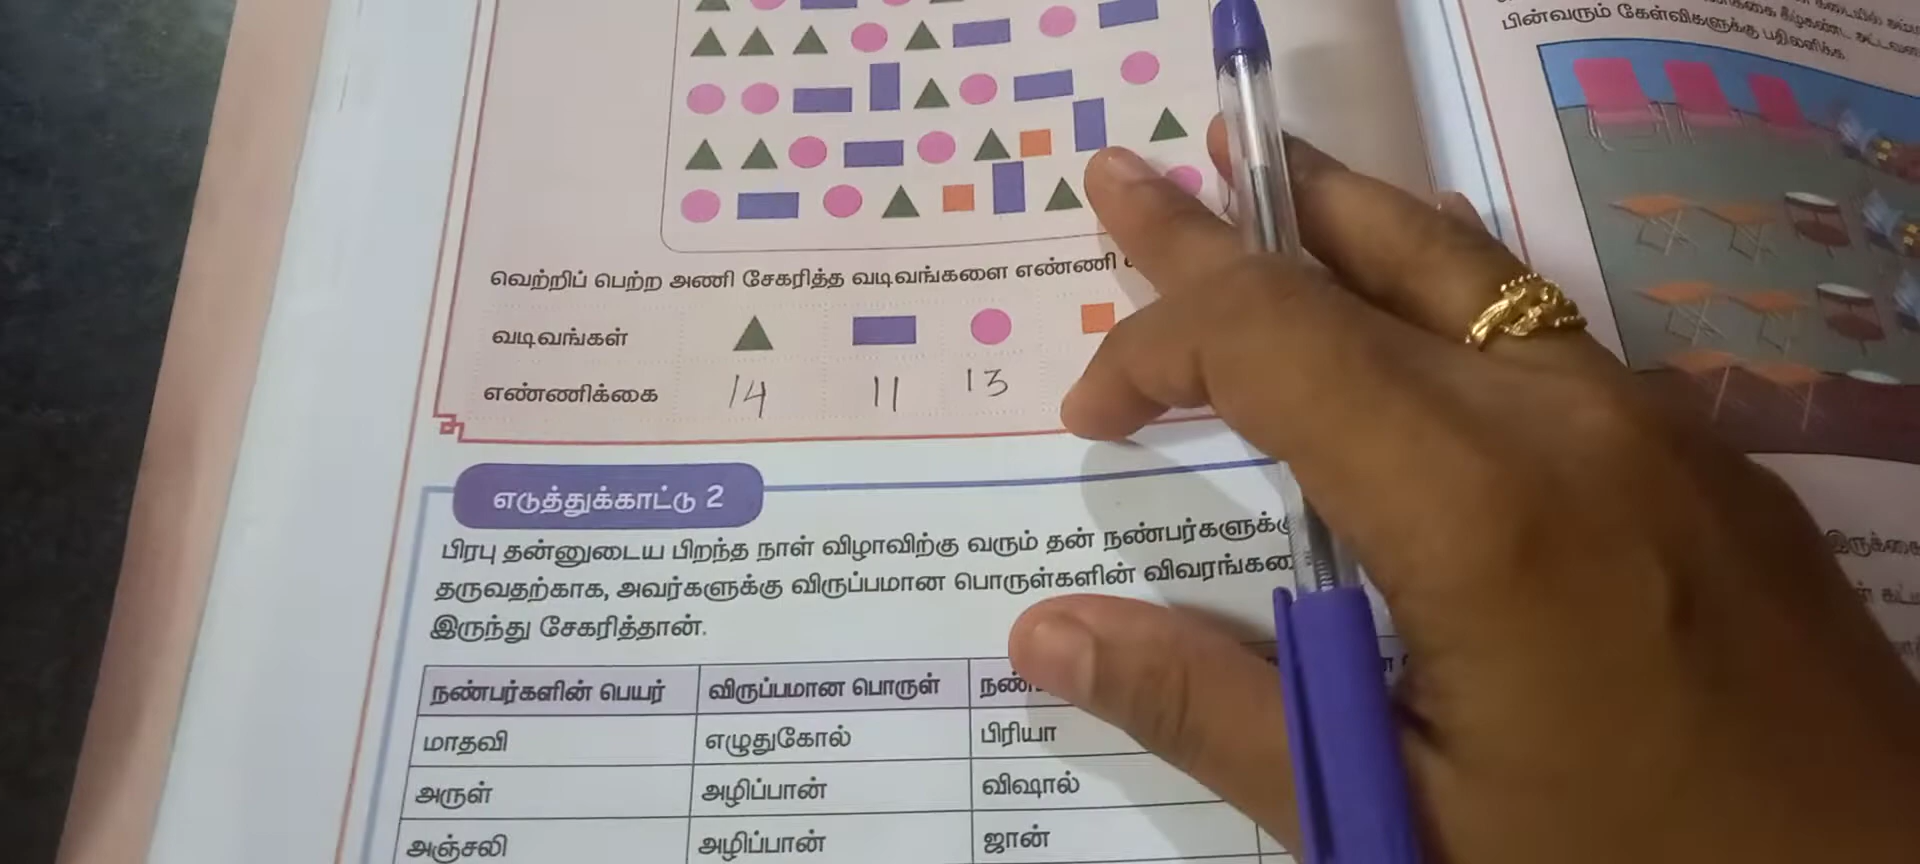 பின்வரும் கேள்விகளுக்கு பதிலளிக்க
வெற்றிப் பெற்ற அணி சேகரித்த வடிவங்களை எண்ணி
வடிவங்கள்
எண்ணிக்கை 14 11 13
எடுத்துக்காட்டு 2
பிரபு தன்னுடைய பிறந்த நாள் விழாவிற்கு வரும் தன் நண்பர்களுக்கு
தருவதற்காக, அவர்களுக்கு விருப்பமான பொருள்களின்
இருந்து சேகரித்தான்.
நண்பர்களின் பெயர் விருப்பமான பொருள்
மாதவி எழுதுகோல் பிரியா
அருள் அழிப்பான் விஷால்
அஞ்சலி அழிப்பான் ஜான்